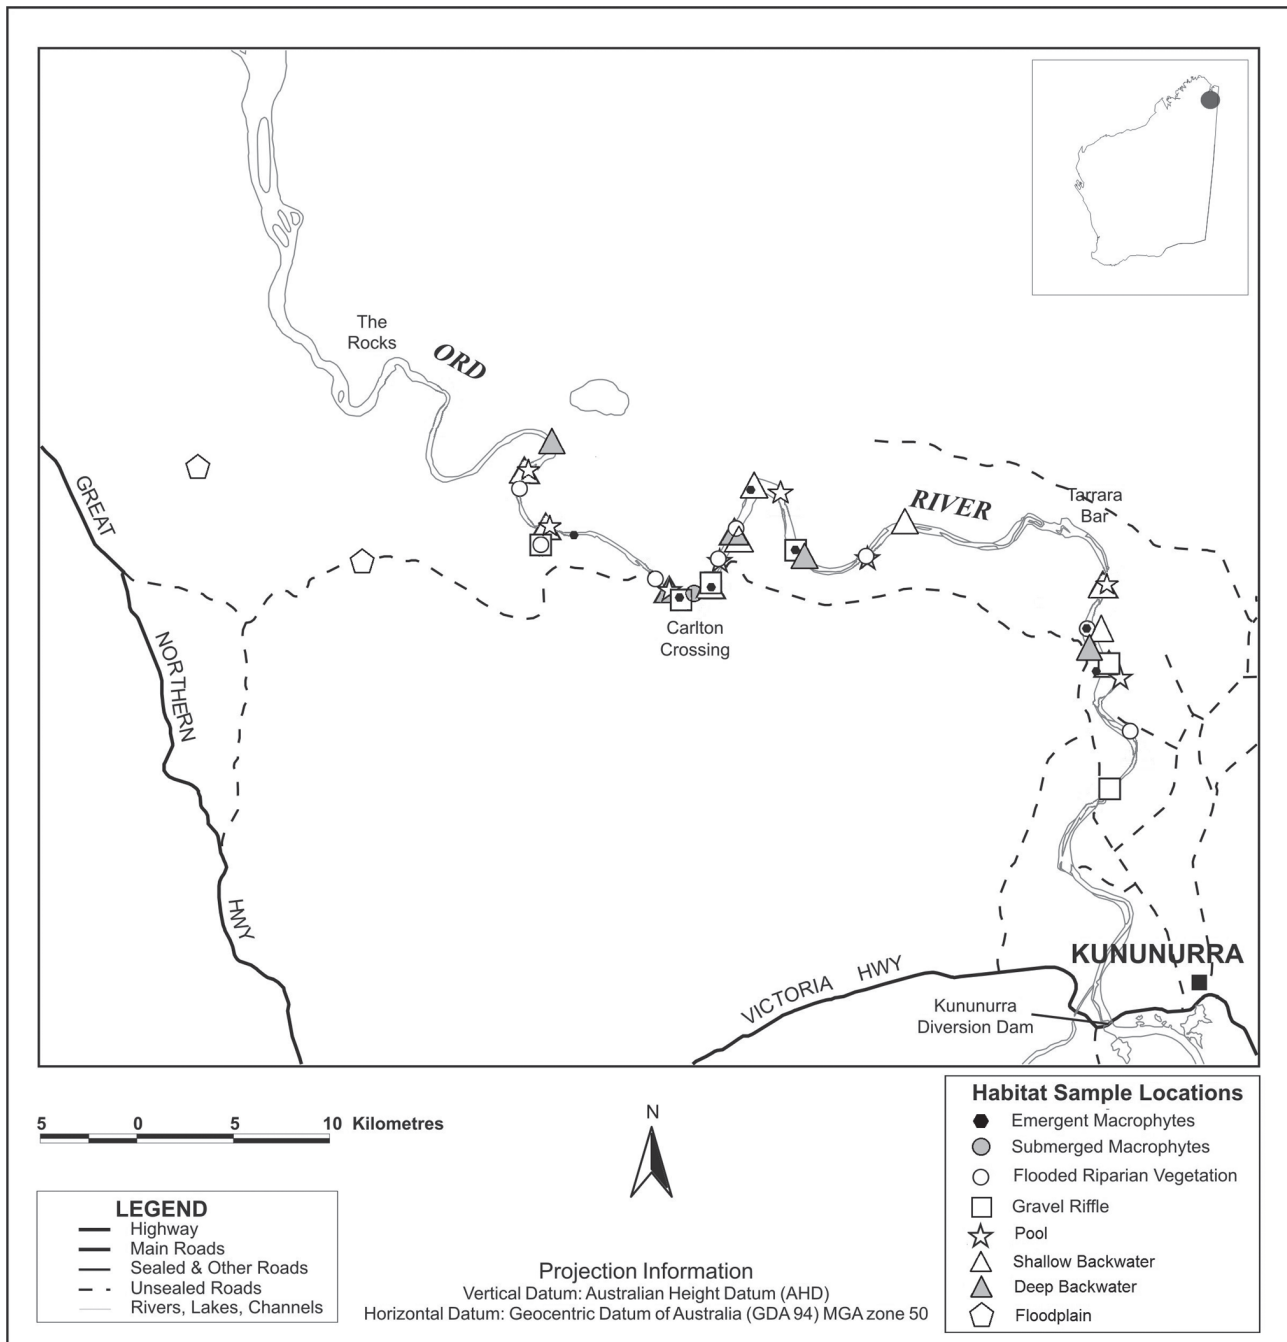 The
Rocks
ORD
RIVER
Tarrara
Bar
GREAT
NORTHERN
HWY
Carlton
Crossing
KUNUNURRA
VICTORIA HWY
Kununurra
Diversion Dam
5 0 5 10 Kilometres
N
LEGEND
Highway
Main Roads
Sealed & Other Roads
Unsealed Roads
Rivers, Lakes, Channels
Projection Information
Vertical Datum: Australian Height Datum (AHD)
Horizontal Datum: Geocentric Datum of Australia (GDA 94) MGA zone 50
Habitat Sample Locations
Emergent Macrophytes
Submerged Macrophytes
Flooded Riparian Vegetation
Gravel Riffle
Pool
Shallow Backwater
Deep Backwater
Floodplain